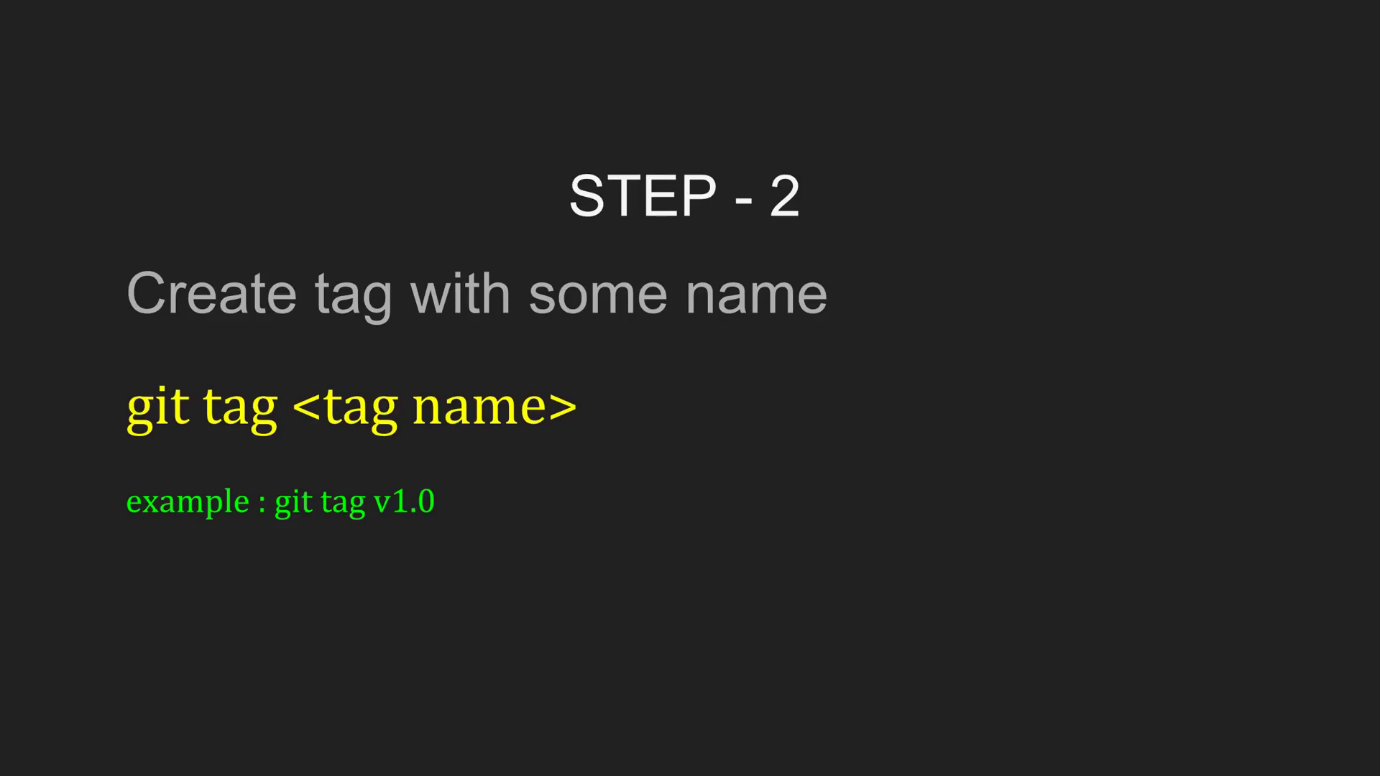 STEP - 2
Create tag with some name
git tag <tag name>
example : git tag v1.0